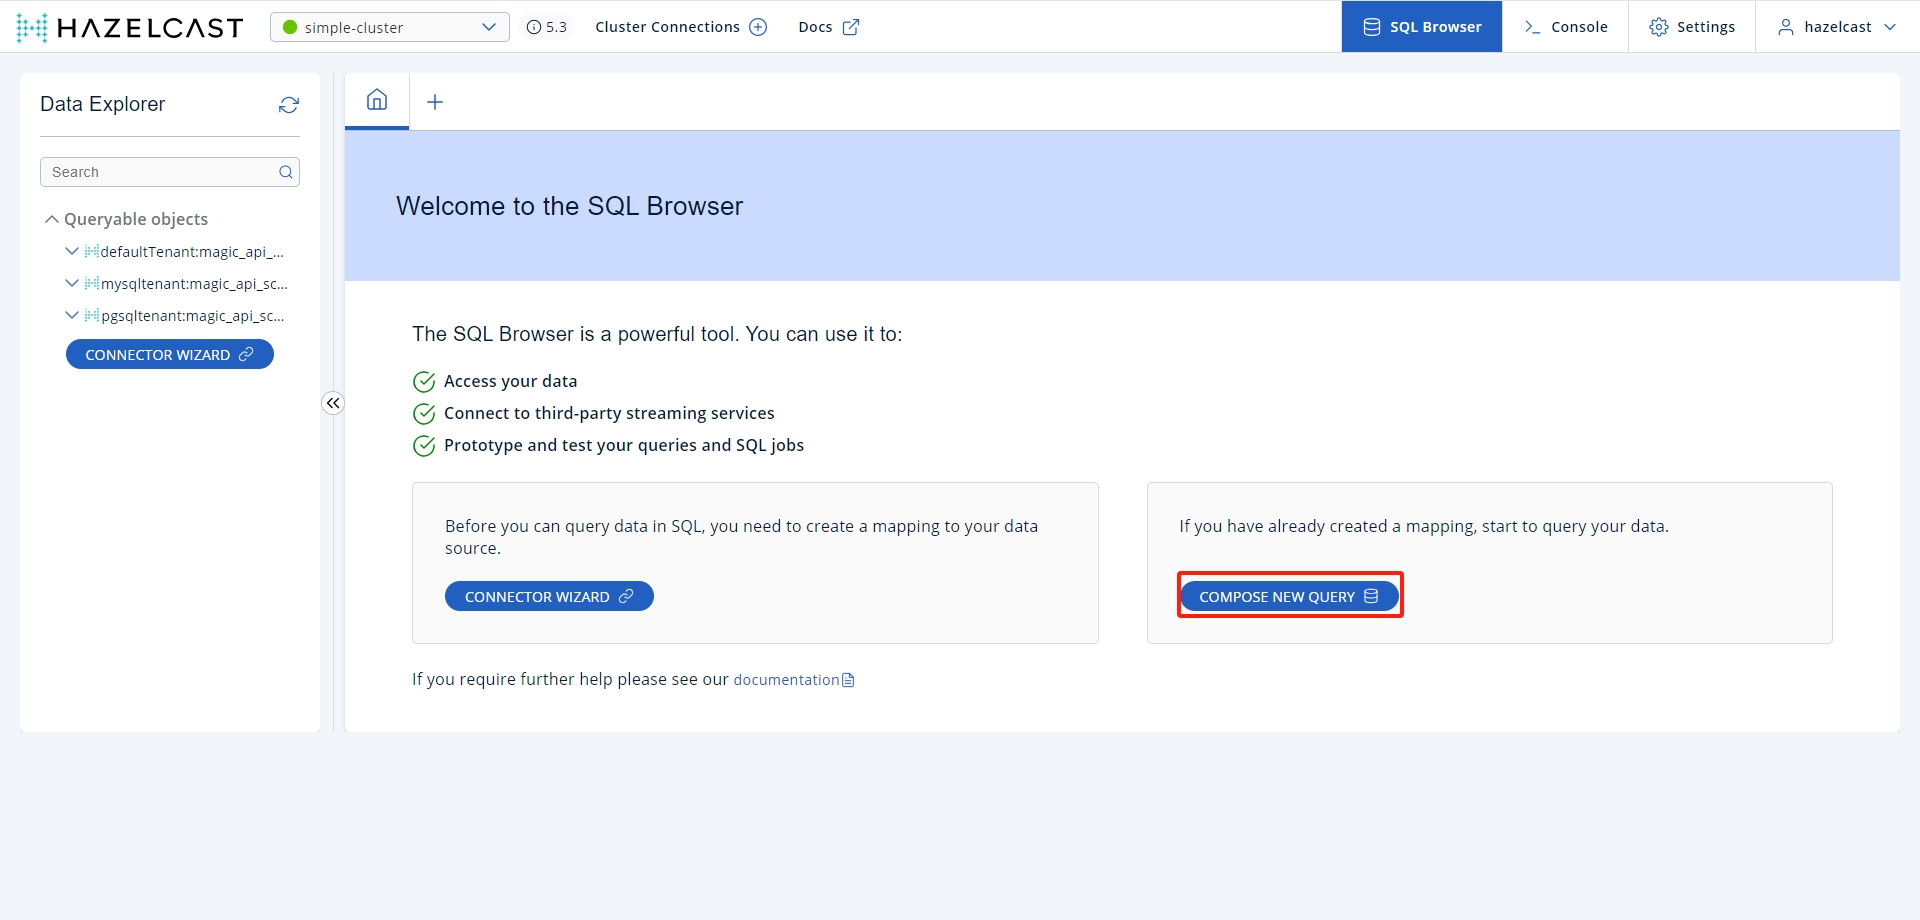 HAZELCAST
simple-cluster
5.3
Cluster Connections
Docs
SQL Browser
Console
Settings
hazelcast
Data Explorer
Search
Queryable objects
defaultTenant:magic_api_...
mysqltenant:magic_api_sc...
pgsqltenant:magic_api_sc...
CONNECTOR WIZARD
Welcome to the SQL Browser
The SQL Browser is a powerful tool. You can use it to:
Access your data
Connect to third-party streaming services
Prototype and test your queries and SQL jobs
Before you can query data in SQL, you need to create a mapping to your data
source.
CONNECTOR WIZARD
If you have already created a mapping, start to query your data.
COMPOSE NEW QUERY
If you require further help please see our documentation